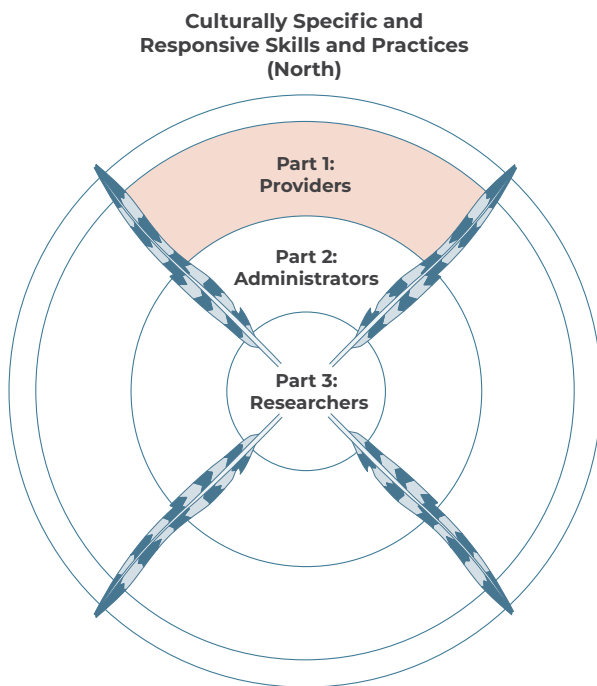 Culturally Specific and
Responsive Skills and Practices
(North)
Part 1:
Providers
Part 2:
Administrators
Part 3:
Researchers